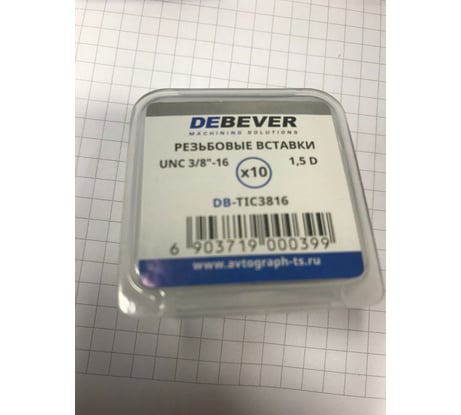 DEBEVER
MACHINING SOLUTIONS
РЕЗЬБОВЫЕ ВСТАВКИ
UNC 3/8"-16 x10 1,5 D
DB-TIC3816
6 903719 000399
www.avtograph-ts.ru